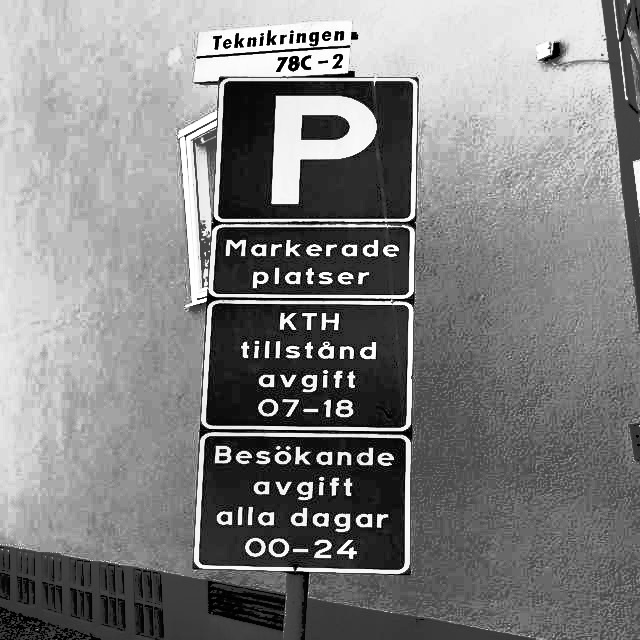 Teknikringen
78C-2
P
Markerade
platser
KTH
tillstånd
avgift
07-18
Besökande
avgift
alla dagar
00-24